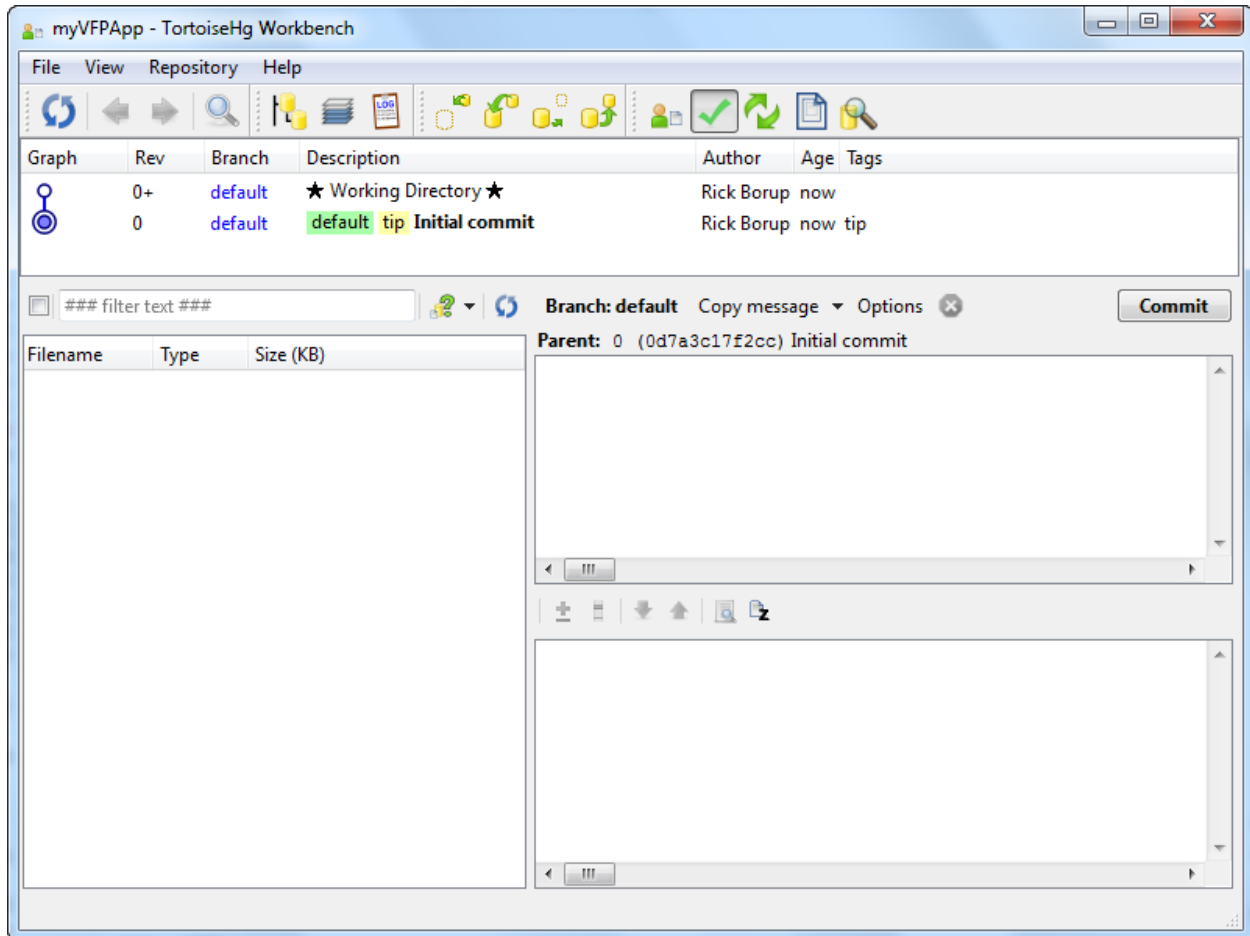 myVFPApp - TortoiseHg Workbench
File View Repository Help
LOG
Graph Rev Branch Description Author Age Tags
0+ default ★ Working Directory ★ Rick Borup now
0 default default tip Initial commit Rick Borup now tip
### filter text ### Branch: default Copy message Options Commit
Parent: 0 (0d7a3c17f2cc) Initial commit
Filename Type Size (KB)
z